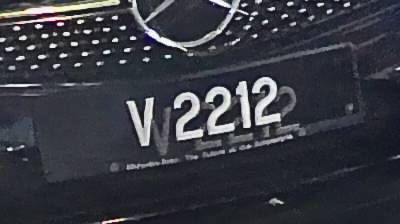 V 2212
Mercedes-Benz The Future of the Automobile